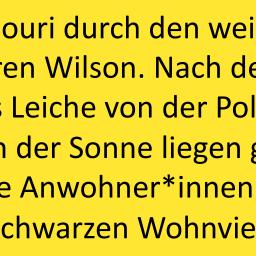 ouri durch den wei
ren Wilson. Nach de
s Leiche von der Pol
n der Sonne liegen g
e Anwohner*innen
chwarzen Wohnvie